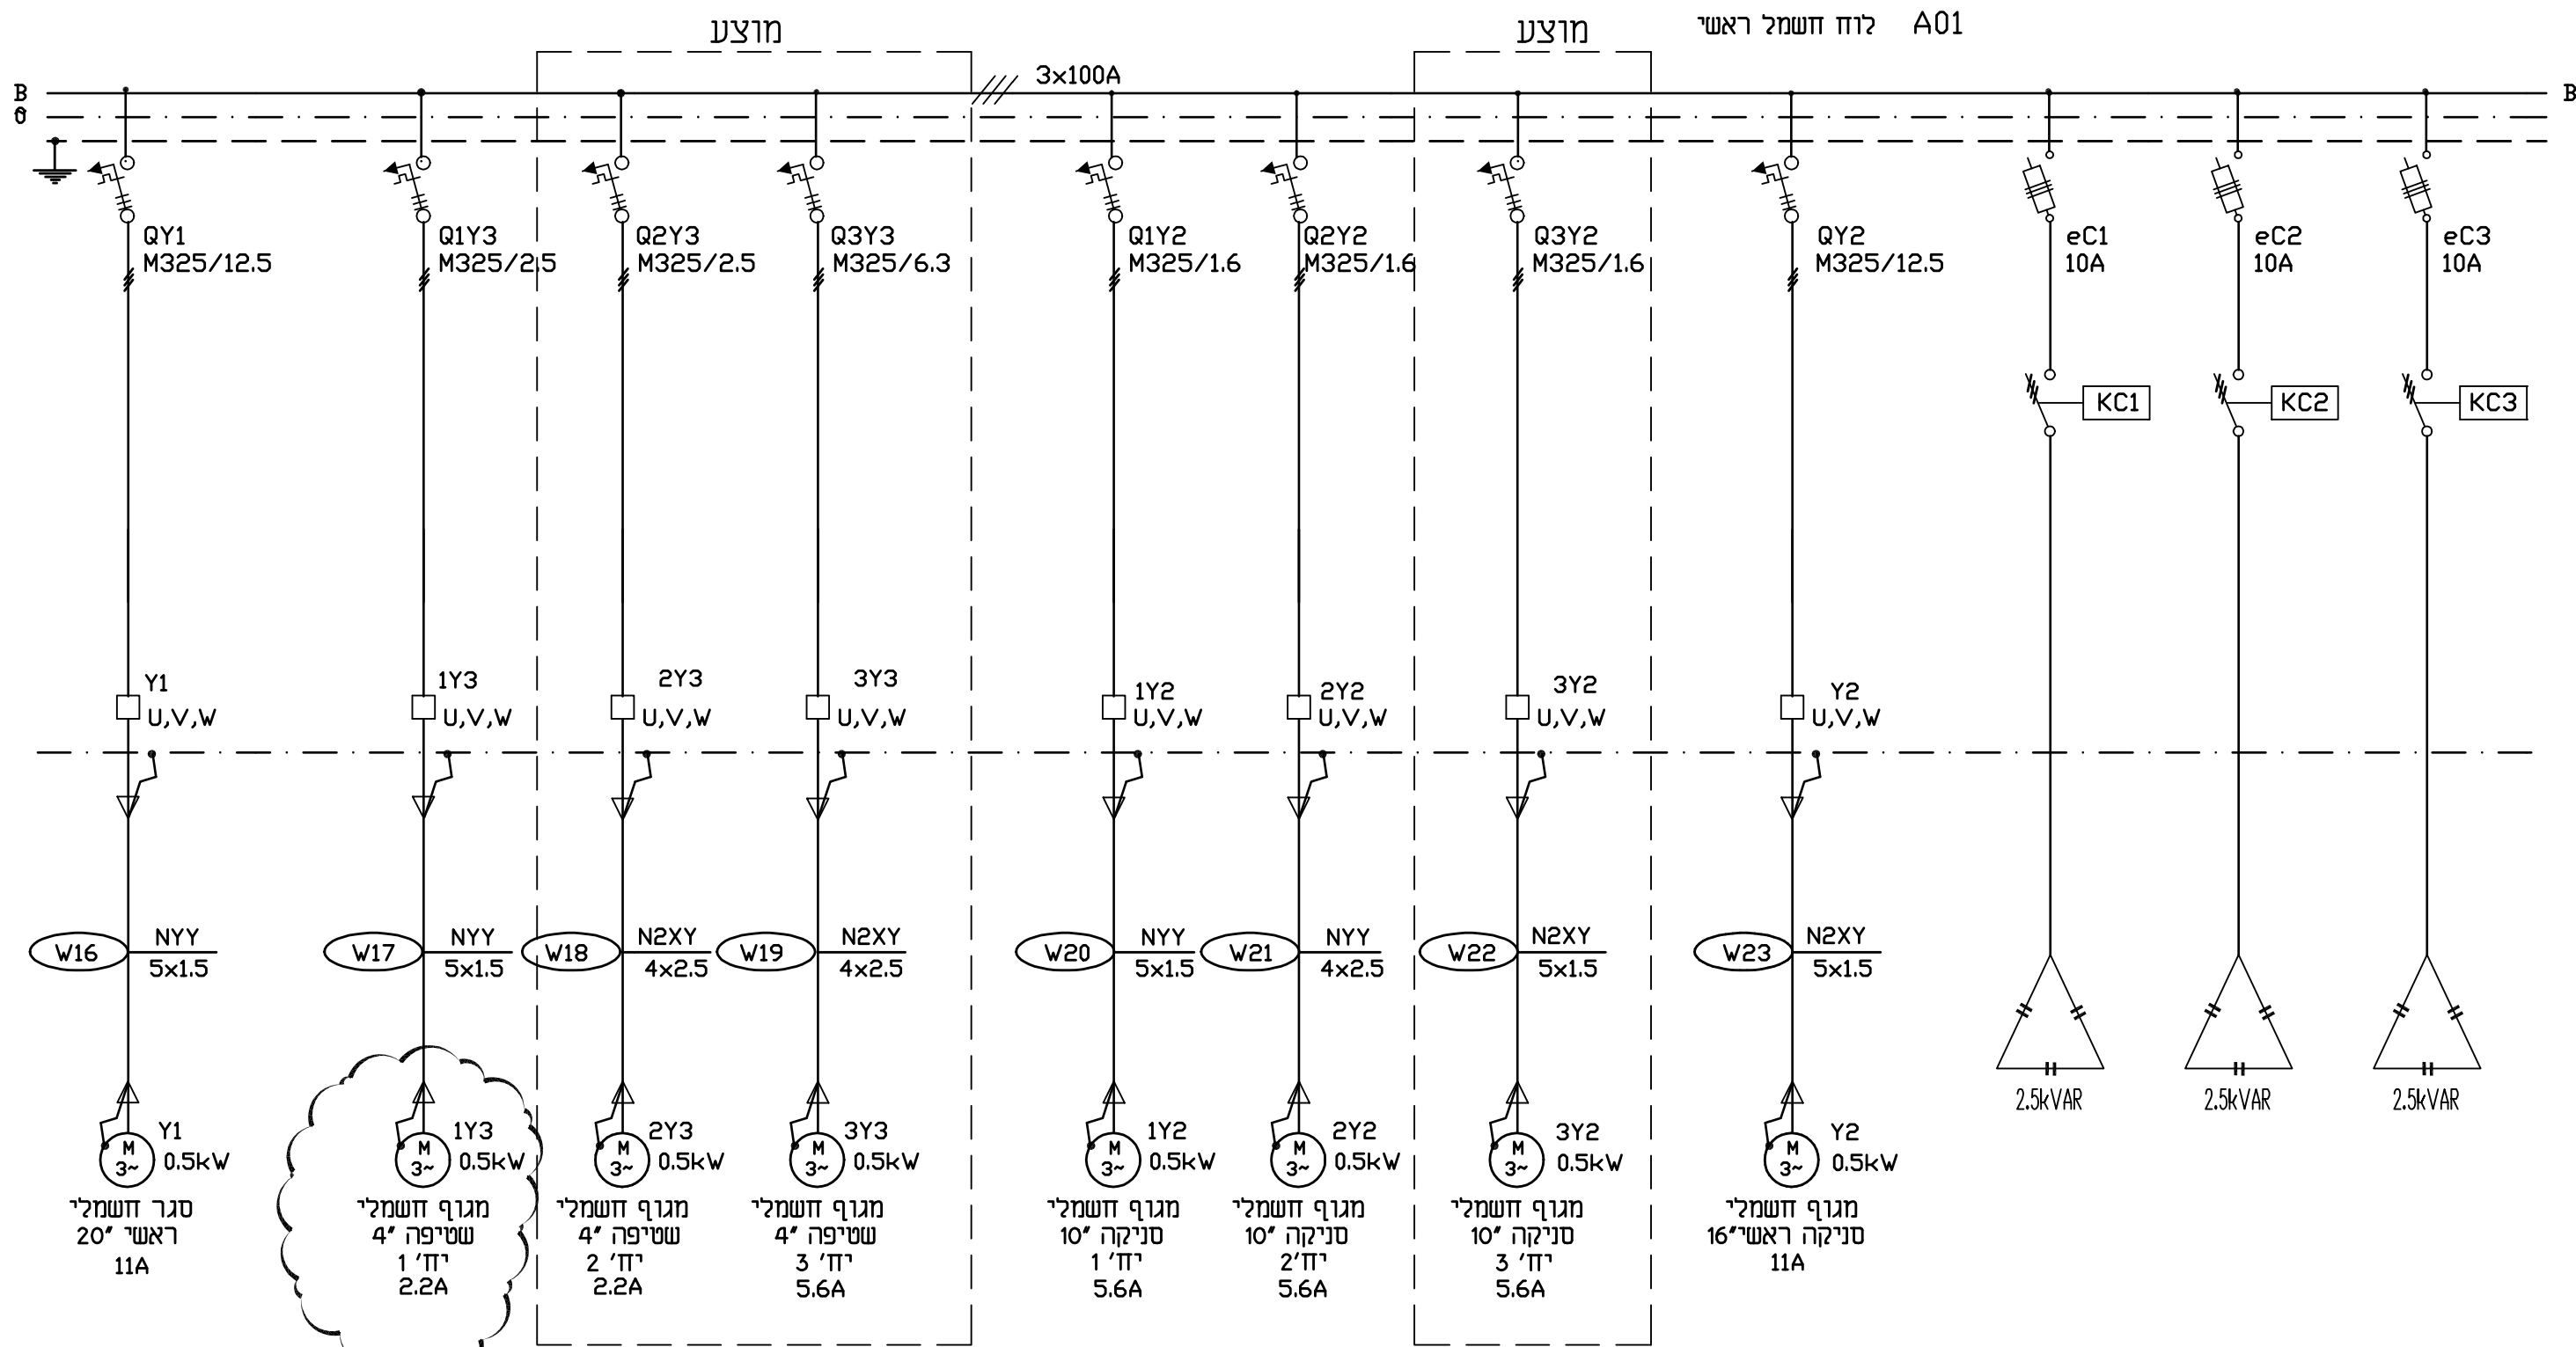 A01 לוח חשמל ראשי
מוצע
מוצע
3x100A
B
B
0
QY1
M325/12.5
Q1Y3
M325/2.5
Q2Y3
M325/2.5
Q3Y3
M325/6.3
Q1Y2
M325/1.6
Q2Y2
M325/1.6
Q3Y2
M325/1.6
QY2
M325/12.5
eC1
10A
eC2
10A
eC3
10A
KC1
KC2
KC3
Y1
U,V,W
1Y3
U,V,W
2Y3
U,V,W
3Y3
U,V,W
1Y2
U,V,W
2Y2
U,V,W
3Y2
U,V,W
Y2
U,V,W
W16
NYY
5x1.5
W17
NYY
5x1.5
W18
N2XY
4x2.5
W19
N2XY
4x2.5
W20
NYY
5x1.5
W21
NYY
4x2.5
W22
N2XY
5x1.5
W23
N2XY
5x1.5
2.5kVAR
2.5kVAR
2.5kVAR
Y1
M
3~
0.5kW
סגר חשמלי
ראשי 20"
11A
1Y3
M
3~
0.5kW
מגוף חשמלי
שטיפה 4"
יח' 1
2.2A
2Y3
M
3~
0.5kW
מגוף חשמלי
שטיפה 4"
יח' 2
2.2A
3Y3
M
3~
0.5kW
מגוף חשמלי
שטיפה 4"
יח' 3
5.6A
1Y2
M
3~
0.5kW
מגוף חשמלי
סניקה 10"
יח' 1
5.6A
2Y2
M
3~
0.5kW
מגוף חשמלי
סניקה 10"
יח'2
5.6A
3Y2
M
3~
0.5kW
מגוף חשמלי
סניקה 10"
יח' 3
5.6A
Y2
M
3~
0.5kW
מגוף חשמלי
סניקה ראשי16"
11A